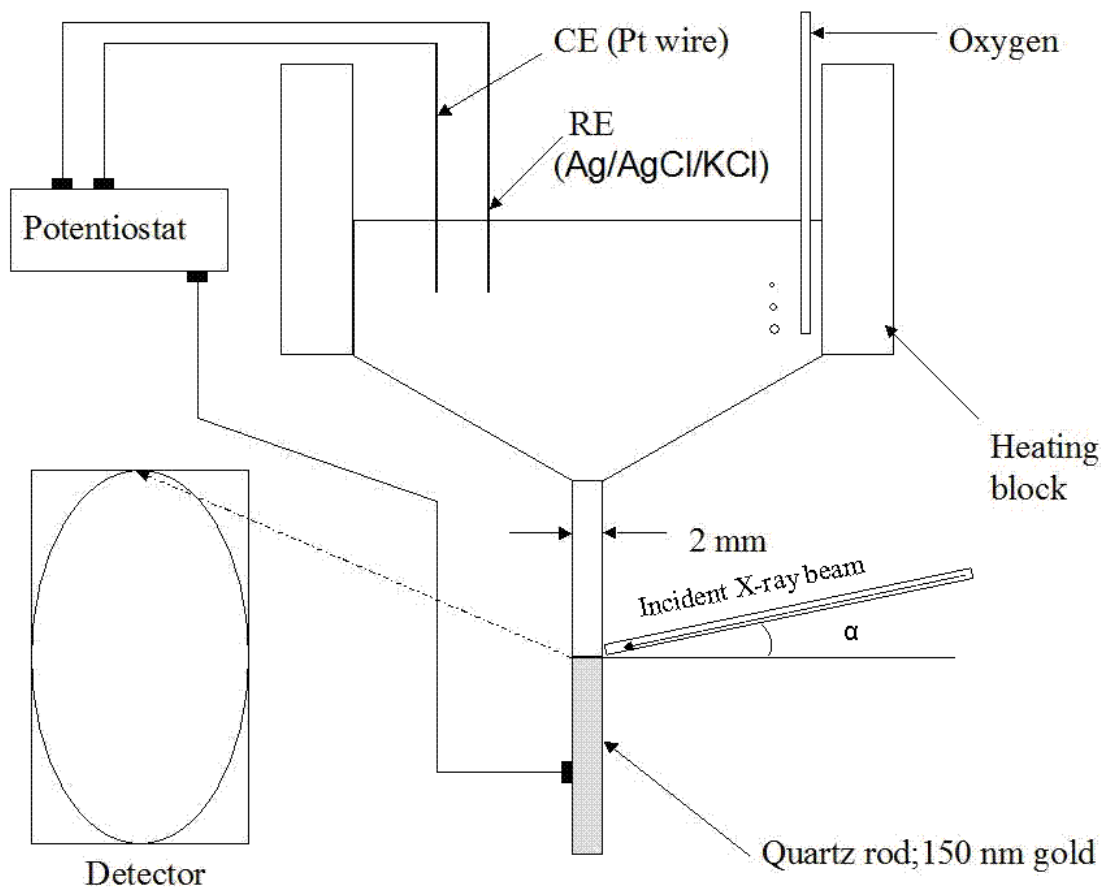 CE (Pt wire)
Oxygen
RE
(Ag/AgCl/KCl)
Potentiostat
Heating
block
2 mm
Incident X-ray beam
α
Quartz rod;150 nm gold
Detector